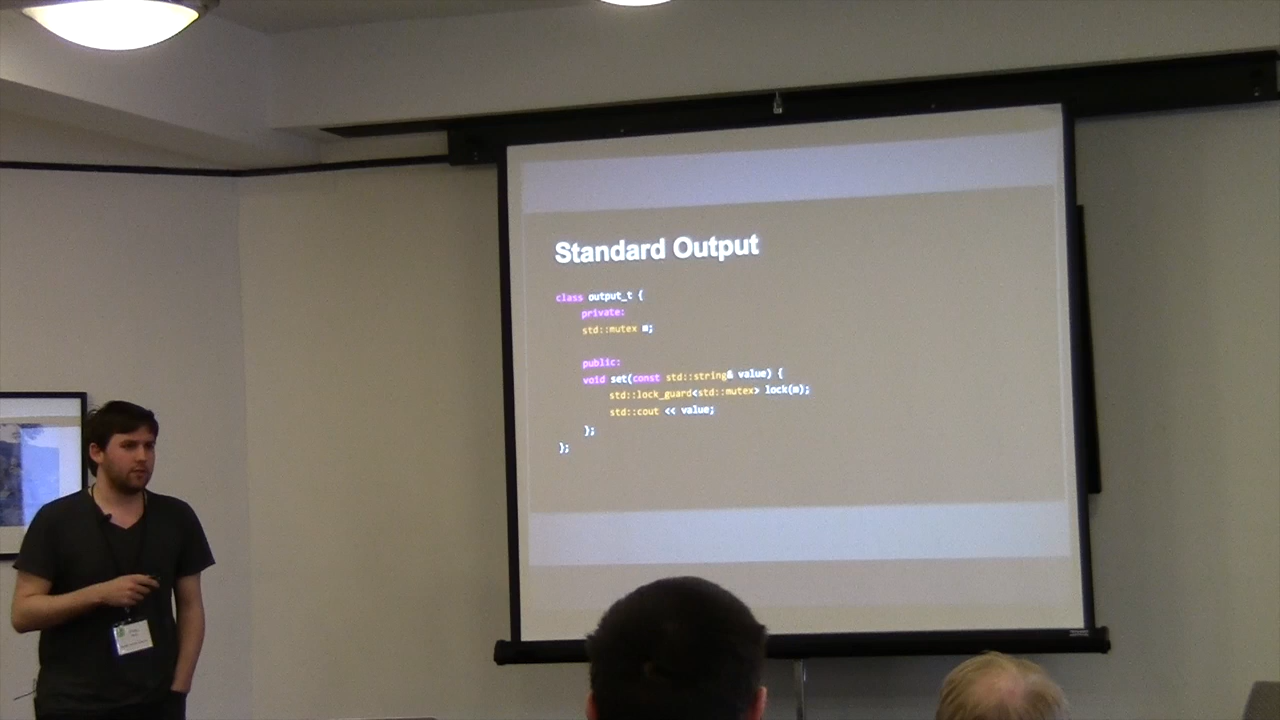 Standard Output
class output_t {
private:
std::mutex m;
public:
void set(const std::string& value) {
std::lock_guard<std::mutex> lock(m);
std::cout << value;
};
};